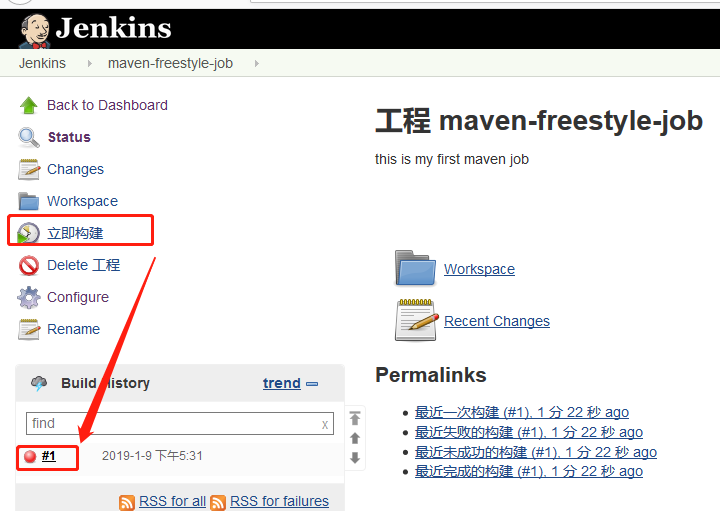 Jenkins
Jenkins maven-freestyle-job
Back to Dashboard
Status
Changes
Workspace
立即构建
Delete 工程
Configure
Rename
Build History trend
find x
#1 2019-1-9 下午5:31
RSS for all RSS for failures
工程 maven-freestyle-job
this is my first maven job
Workspace
Recent Changes
Permalinks
最近一次构建 (#1), 1 分 22 秒 ago
最近失败的构建 (#1), 1 分 22 秒 ago
最近未成功的构建 (#1), 1 分 22 秒 ago
最近完成的构建 (#1), 1 分 22 秒 ago